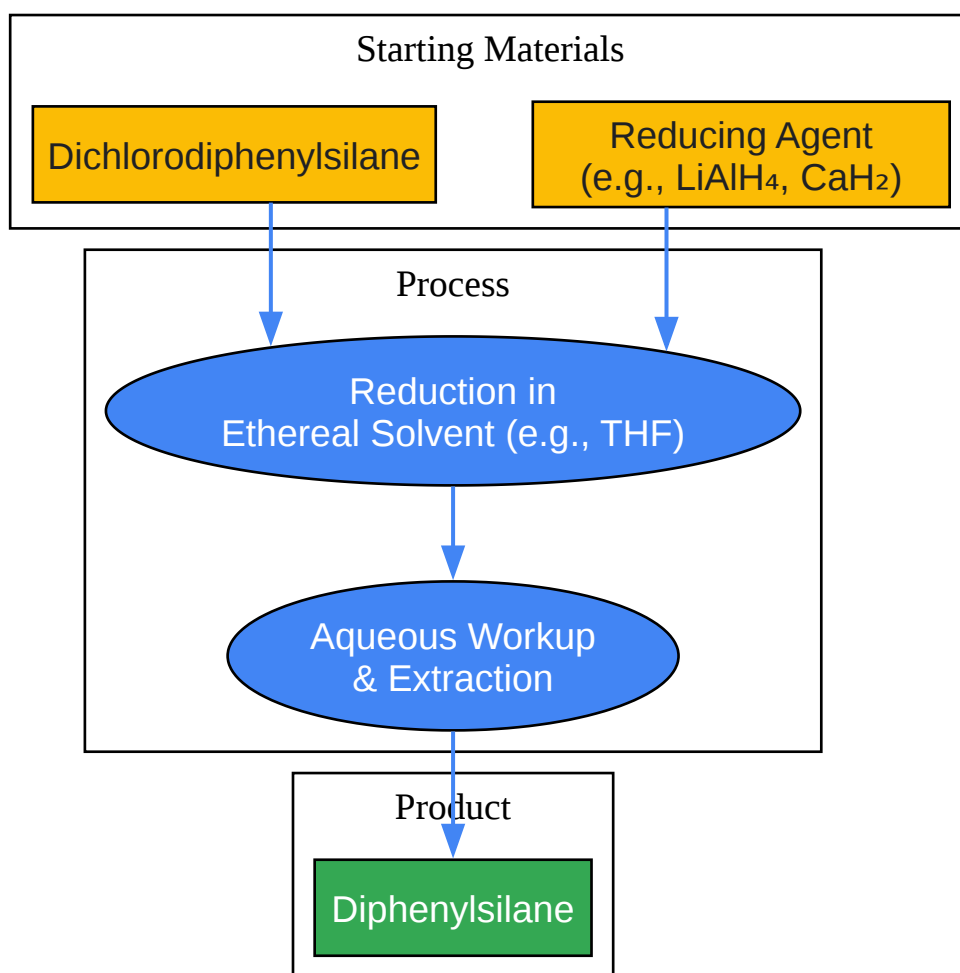 Starting Materials
Dichlorodiphenylsilane
Reducing Agent
(e.g., LiAlH₄, CaH₂)
Process
Reduction in
Ethereal Solvent (e.g., THF)
Aqueous Workup
& Extraction
Product
Diphenylsilane